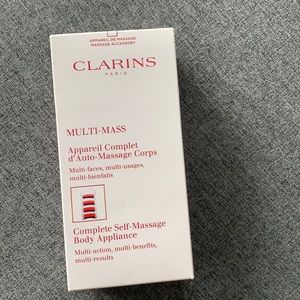 APPAREIL DE MASSAGE
MASSAGE ACCESSORY
CLARINS
PARIS
MULTI-MASS
Appareil Complet
d'Auto-Massage Corps
Multi-faces, multi-usages,
multi-bienfaits
Complete Self-Massage
Body Appliance
Multi-action, multi-benefits,
multi-results